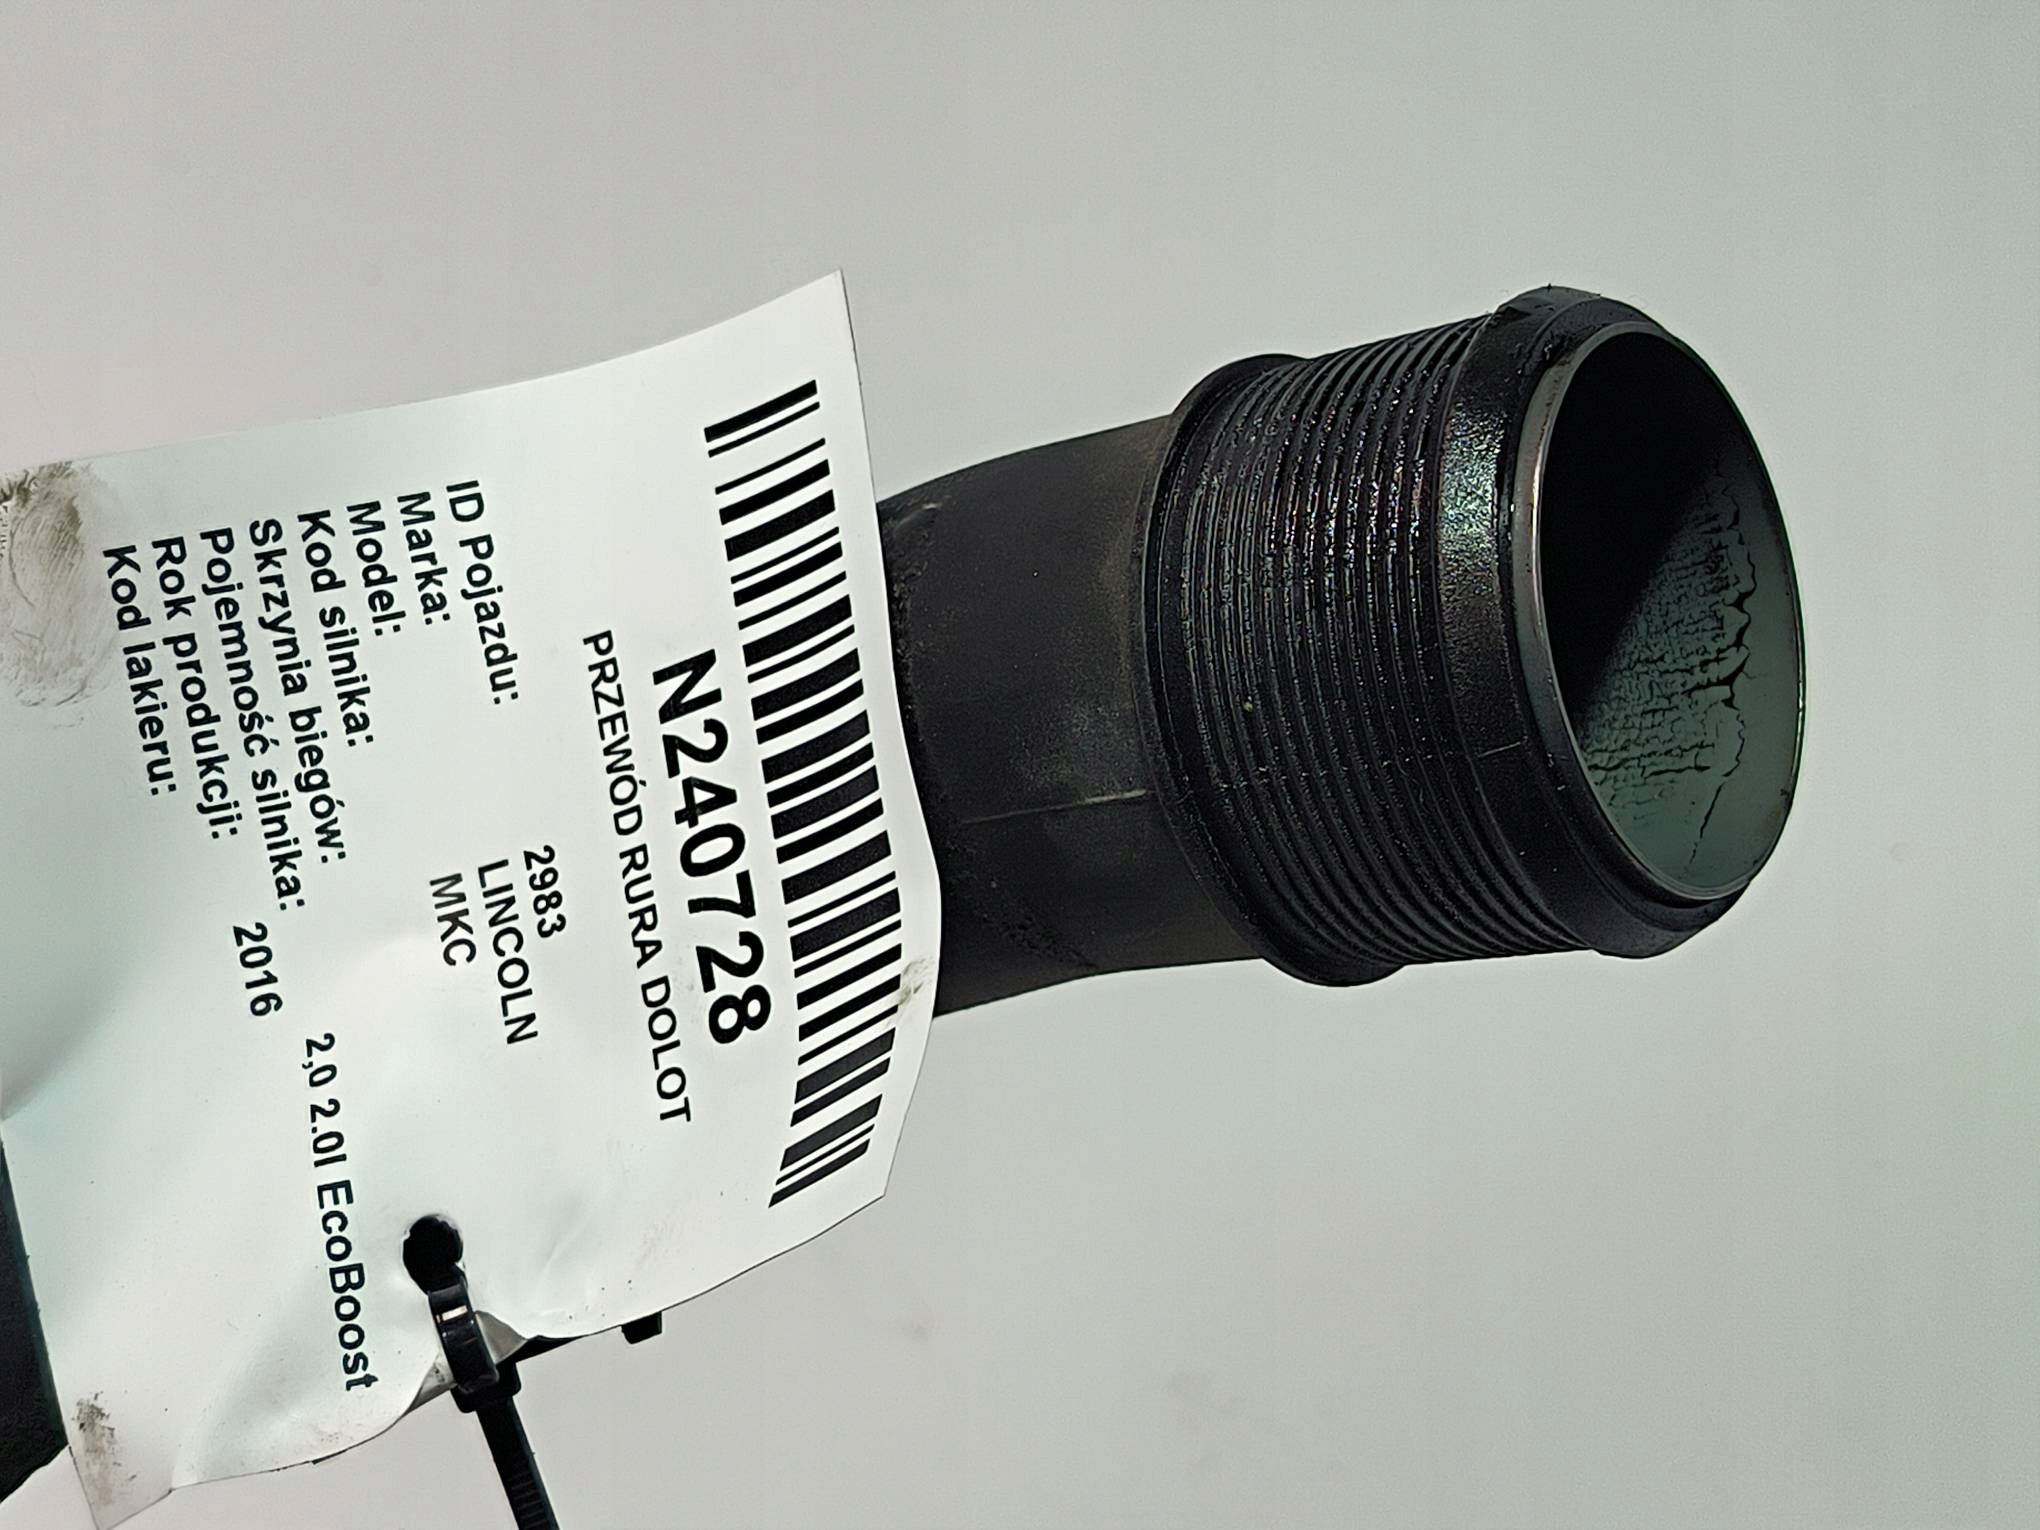 N240728
PRZEWÓD RURA DOLOT
ID Pojazdu: 2983
Marka: LINCOLN
Model: MKC
Kod silnika:
Skrzynia biegów:
Pojemność silnika: 2,0 2.0l EcoBoost
Rok produkcji: 2016
Kod lakieru: